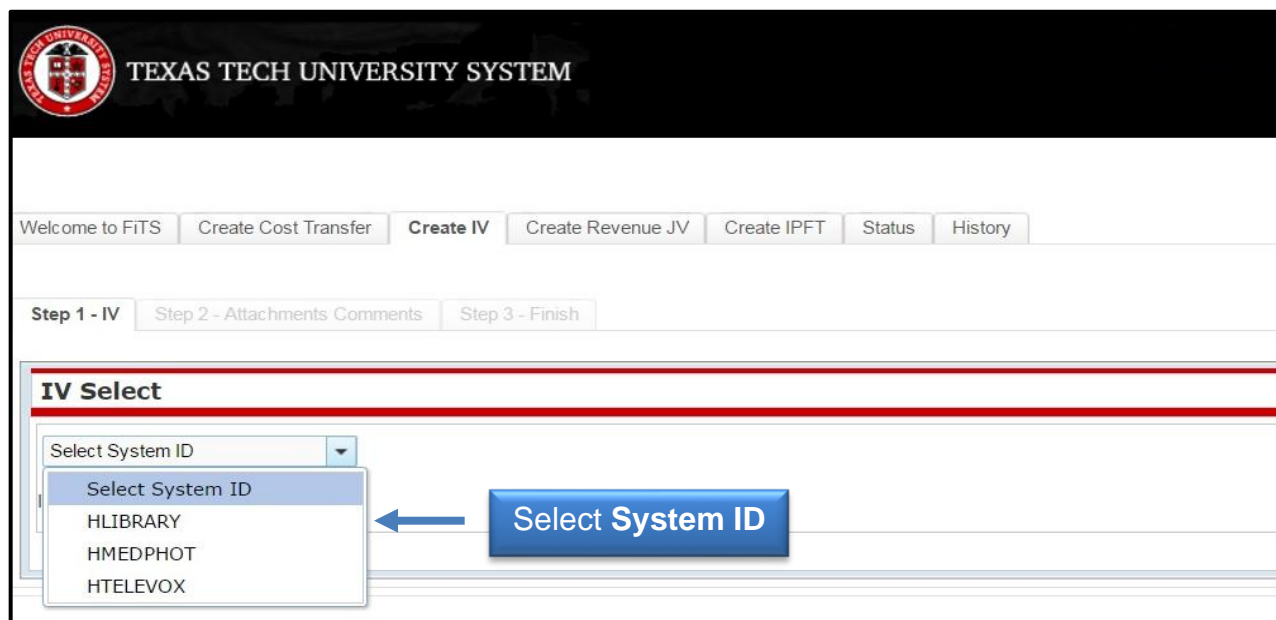 TEXAS TECH UNIVERSITY SYSTEM
Welcome to FiTS Create Cost Transfer Create IV Create Revenue JV Create IPFT Status History
Step 1 - IV Step 2 - Attachments Comments Step 3 - Finish
IV Select
Select System ID
Select System ID
HLIBRARY
HMEDPHOT
HTELEVOX
Select System ID